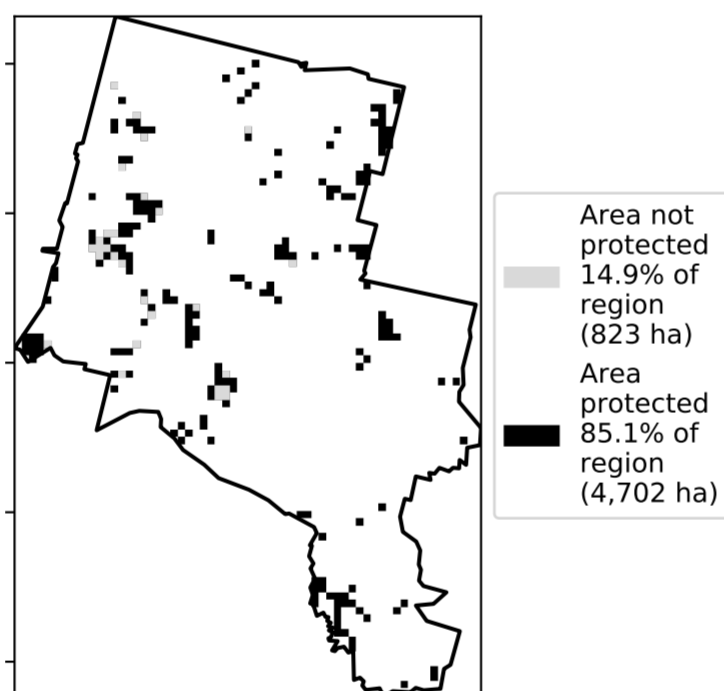 Area not
protected
14.9% of
region
(823 ha)
Area
protected
85.1% of
region
(4,702 ha)